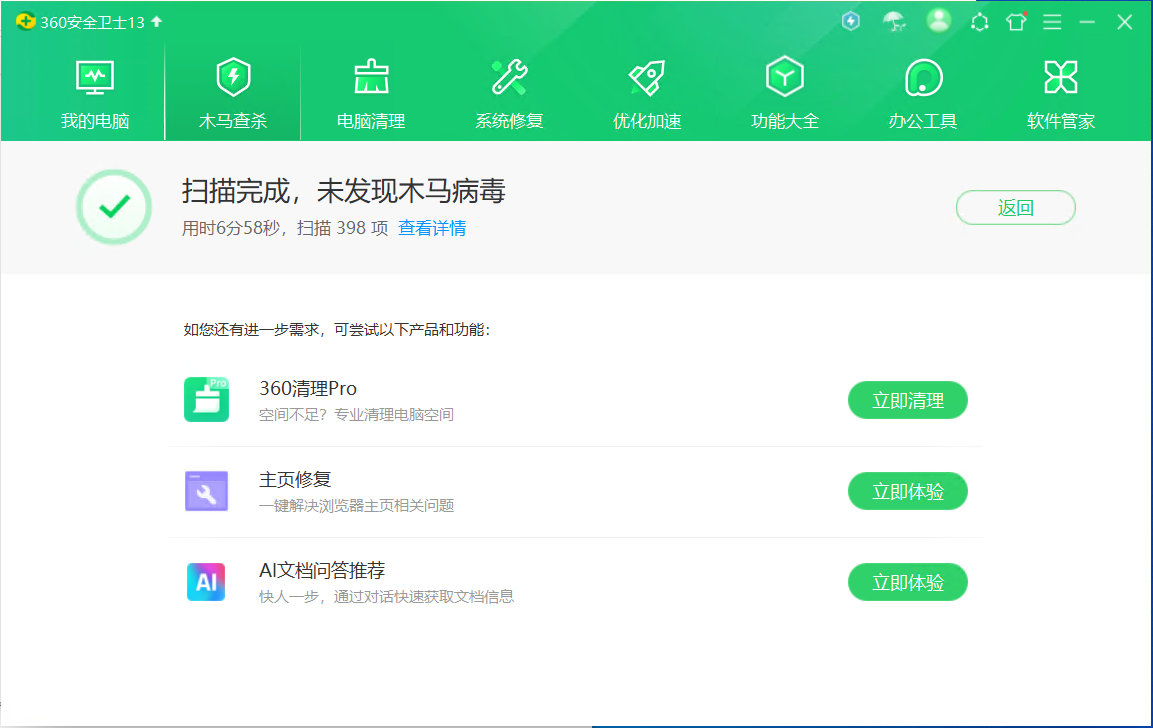 360安全卫士13
我的电脑
木马查杀
电脑清理
系统修复
优化加速
功能大全
办公工具
软件管家
扫描完成，未发现木马病毒
用时6分58秒，扫描 398 项 查看详情
返回
如您还有进一步需求，可尝试以下产品和功能：
Pro
360清理Pro
空间不足？专业清理电脑空间
立即清理
主页修复
一键解决浏览器主页相关问题
立即体验
AI
AI文档问答推荐
快人一步，通过对话快速获取文档信息
立即体验